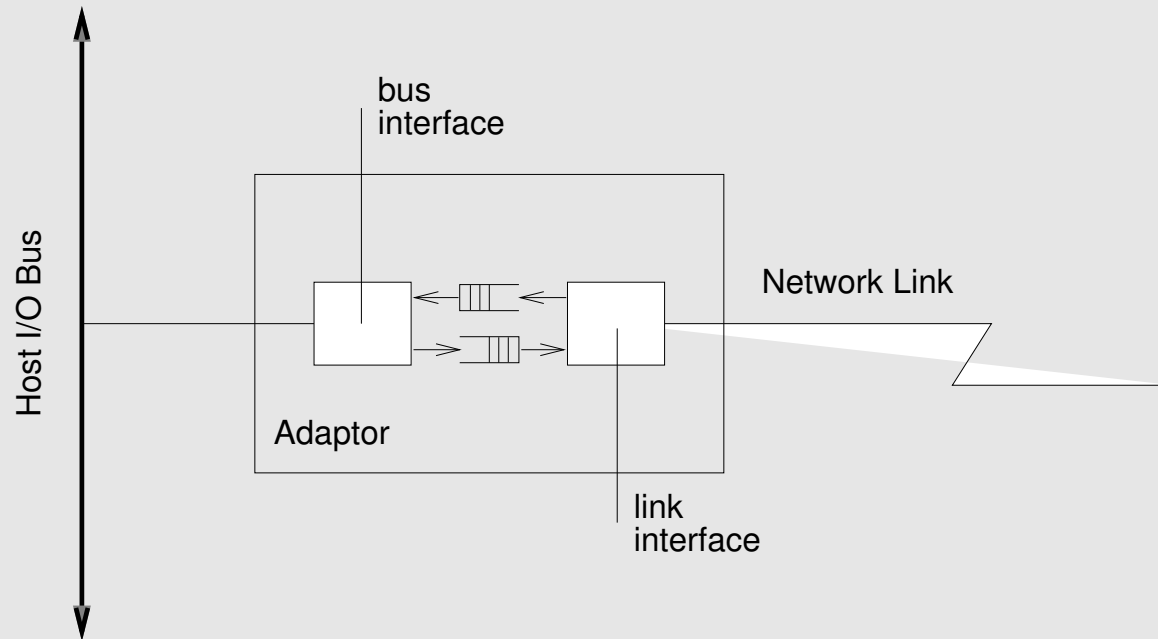 bus
interface
Host I/O Bus
Network Link
Adaptor
link
interface